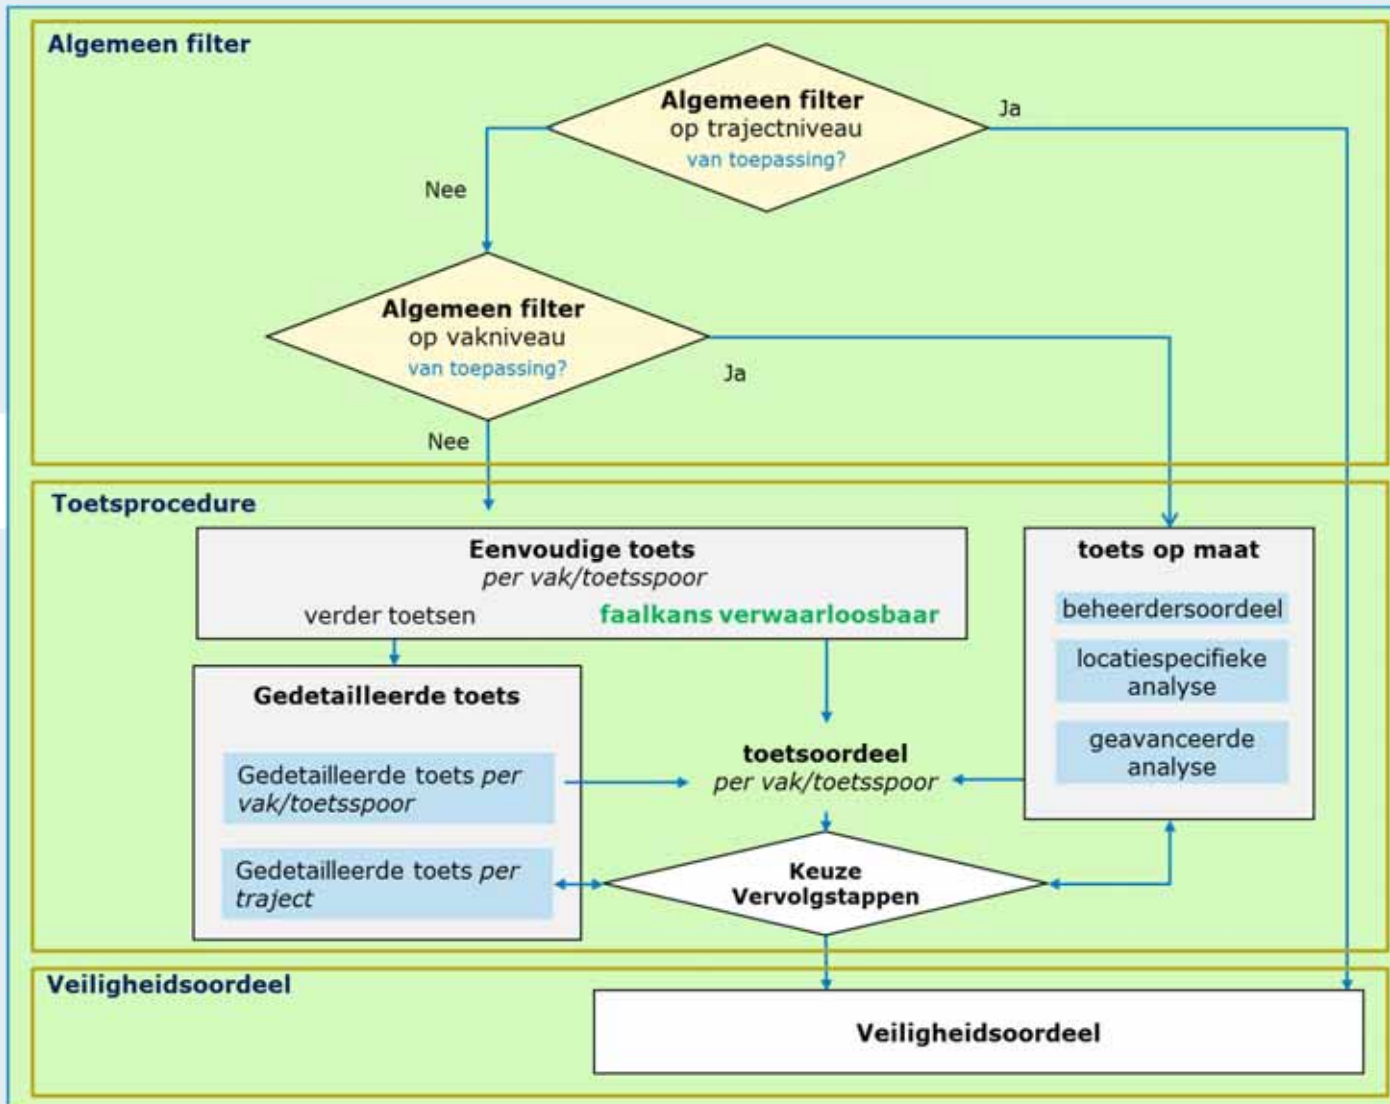 Algemeen filter
Algemeen filter
op trajectniveau
van toepassing?
Ja
Nee
Algemeen filter
op vakniveau
van toepassing?
Ja
Nee
Toetsprocedure
Eenvoudige toets
per vak/toetsspoor
verder toetsen
faalkans verwaarloosbaar
toets op maat
beheerdersoordeel
locatiespecifieke
analyse
geavanceerde
analyse
Gedetailleerde toets
Gedetailleerde toets per
vak/toetsspoor
Gedetailleerde toets per
traject
toetsoordeel
per vak/toetsspoor
Keuze
Vervolgstappen
Veiligheidsoordeel
Veiligheidsoordeel